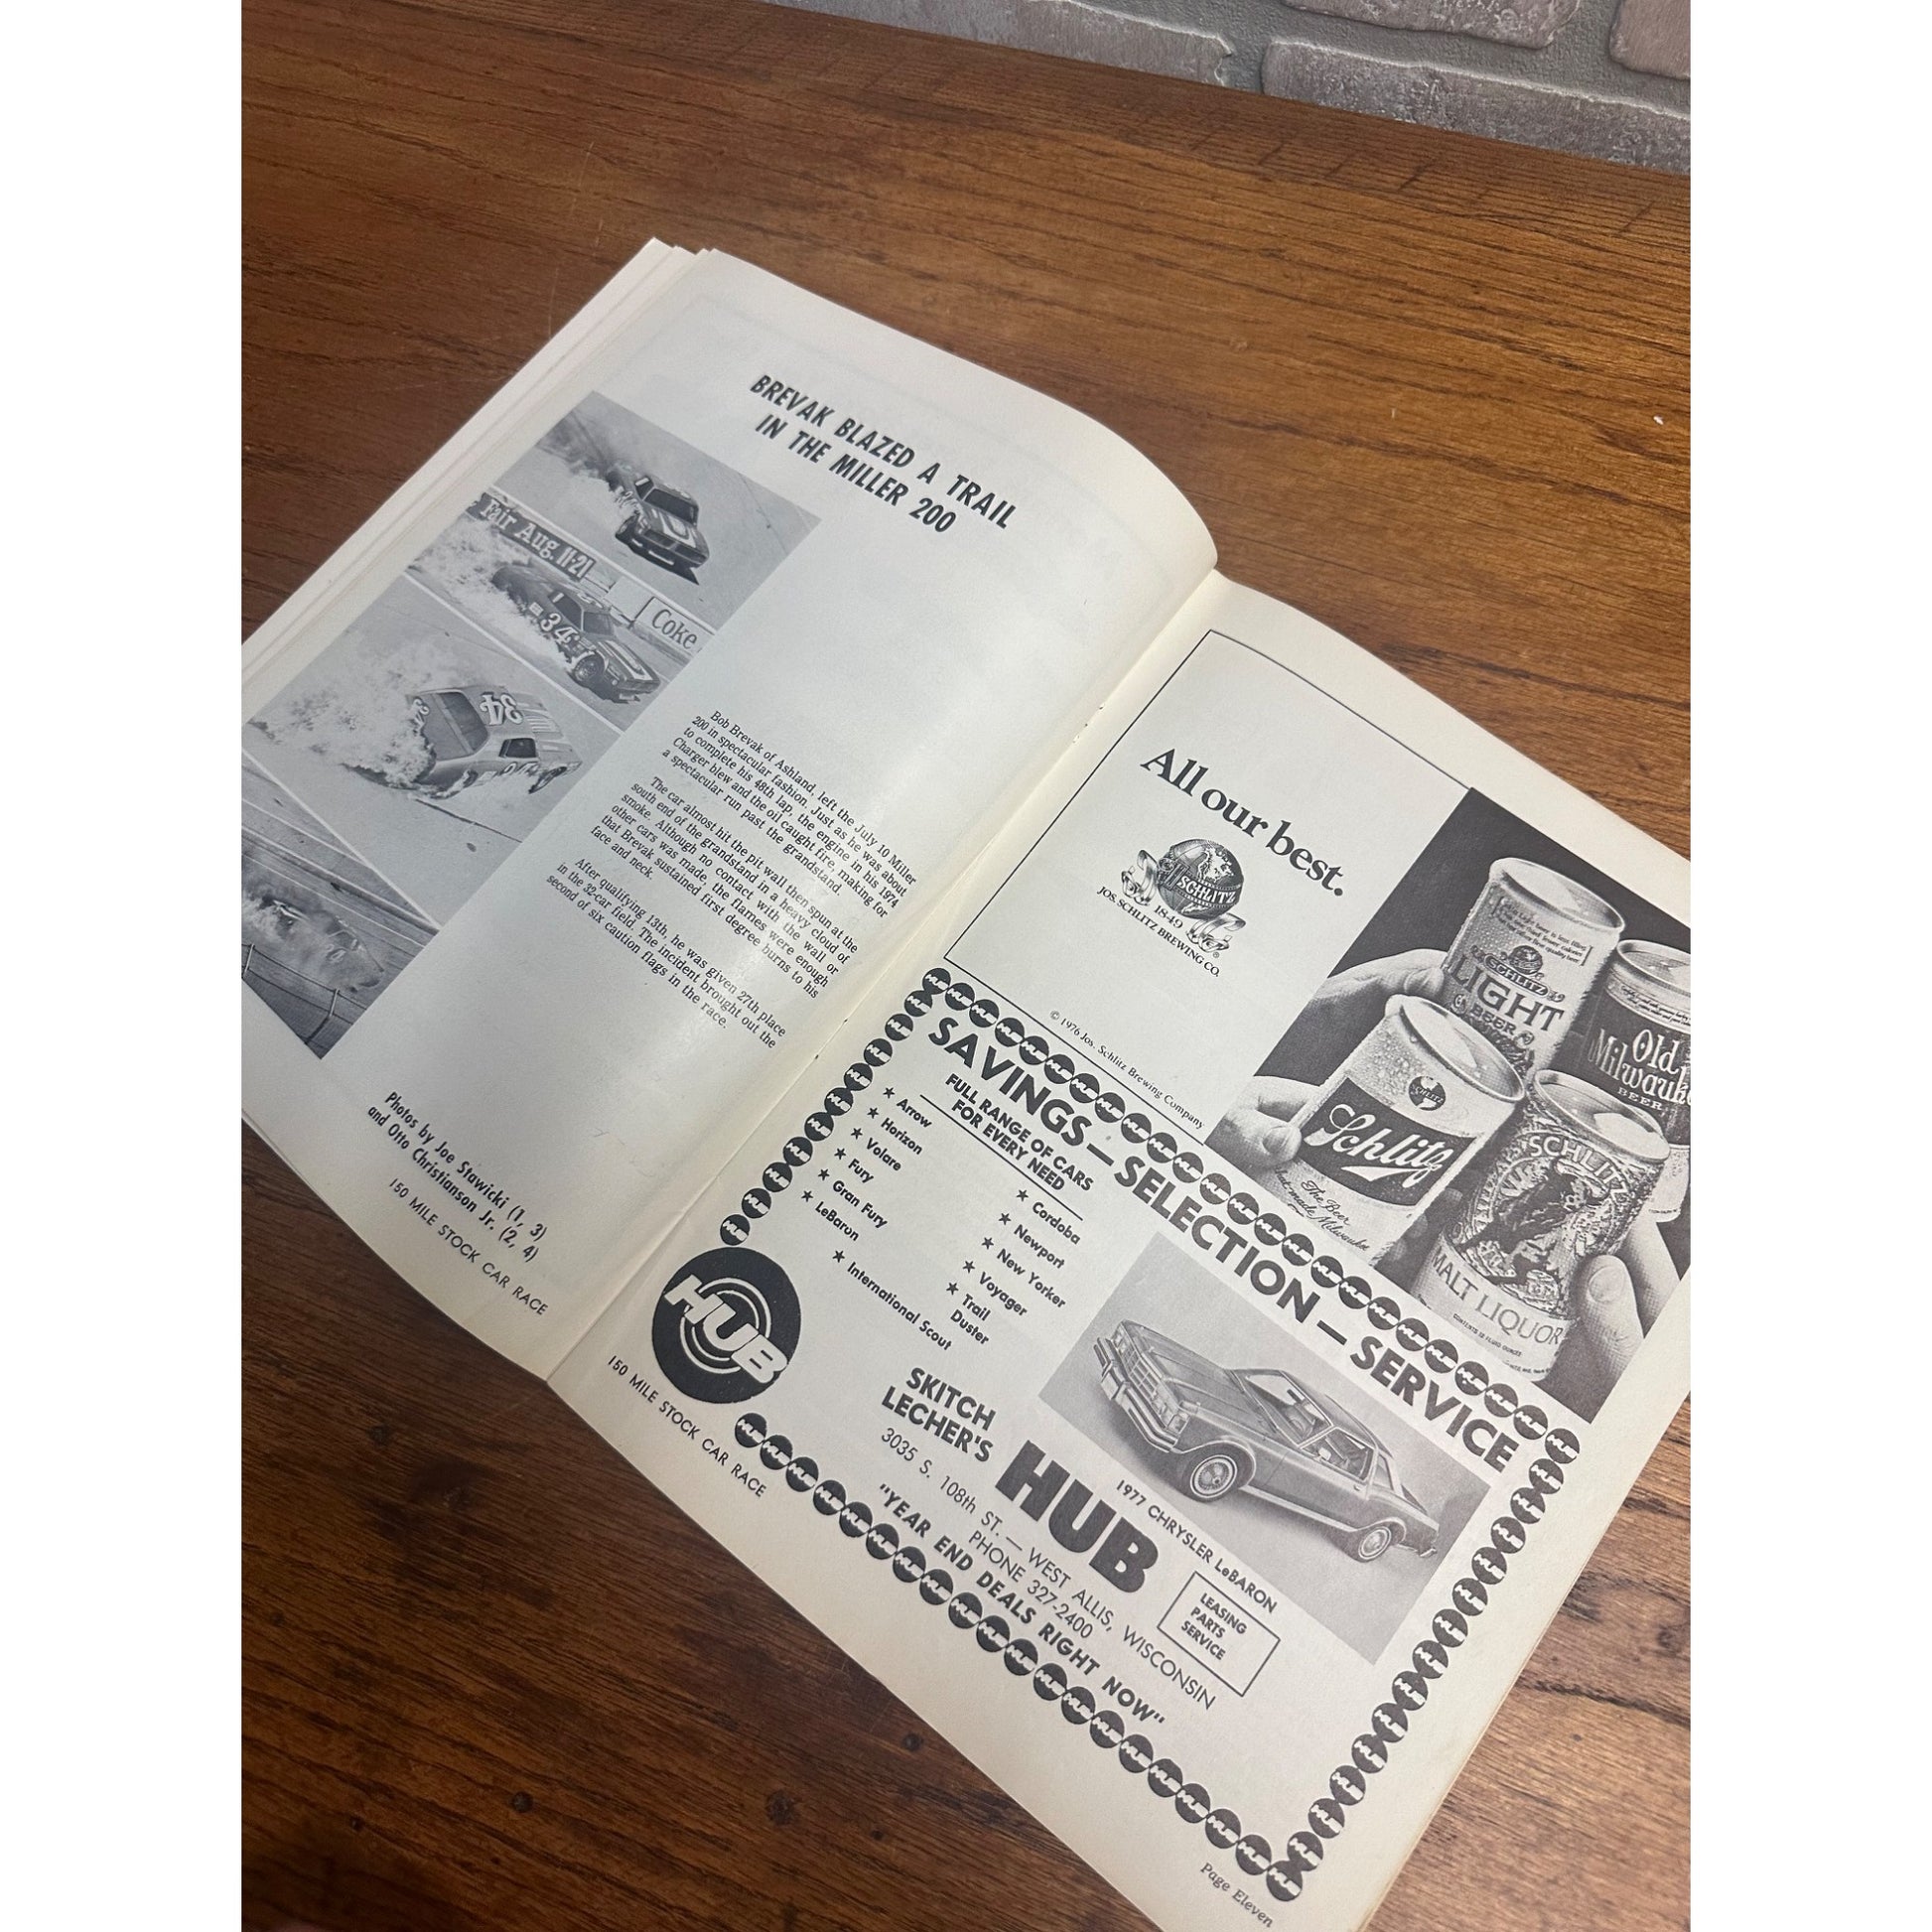 BREVAK BLAZED A TRAIL
IN THE MILLER 200
Fair Aug. 11-21
Coke
34
34
Bob Brevak of Ashland, left the July 10 Miller
200 in spectacular fashion. Just as he was about
to complete his 48th lap, the engine in his 1974
Charger blew and the oil caught fire, making for
a spectacular run past the grandstand.
The car almost hit the pit wall then spun at the
south end of the grandstand in a heavy cloud of
smoke. Although no contact with the wall or
other cars was made, the flames were enough
that Brevak sustained first degree burns to his
face and neck.
After qualifying 13th, he was given 27th place
in the 32-car field. The incident brought out the
second of six caution flags in the race.
Photos by Joe Stawicki (1, 3)
and Otto Christianson Jr. (2, 4)
150 MILE STOCK CAR RACE
All our best.
SCHLITZ
1849
JOS. SCHLITZ BREWING CO.
© 1976 Jos. Schlitz Brewing Company
SCHLITZ
LIGHT
BEER
Old
Milwauk
BEER
SCHLITZ
Schlitz
The Beer
that made Milwaukee
SCHLITZ
MALT LIQUOR
SAVINGS — SELECTION — SERVICE
FULL RANGE OF CARS
FOR EVERY NEED
★ Arrow
★ Horizon
★ Volare
★ Fury
★ Gran Fury
★ LeBaron
★ Cordoba
★ Newport
★ New Yorker
★ Voyager
★ Trail
Duster
★ International Scout
HUB
1977 CHRYSLER LeBARON
SKITCH
LECHER'S
HUB
3035 S. 108th ST. — WEST ALLIS, WISCONSIN
PHONE 327-2400
LEASING
PARTS
SERVICE
"YEAR END DEALS RIGHT NOW"
150 MILE STOCK CAR RACE
Page Eleven